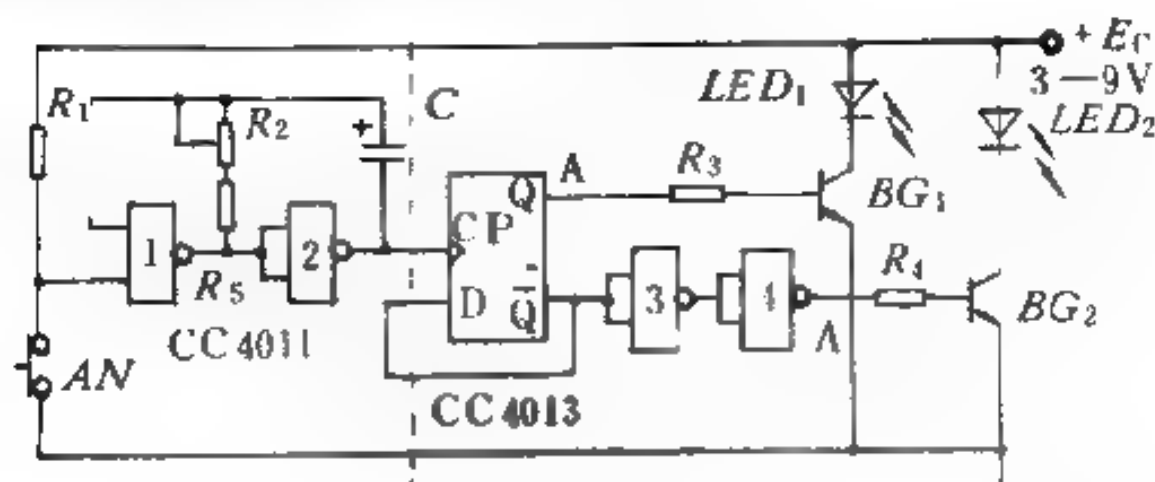 + E_C
3—9V
R_1
R_2
C
LED_1
LED_2
R_3
A
BG_1
Q
CP
D
Q̄
1
2
R_5
3
4
R_4
BG_2
A
CC4011
AN
CC4013